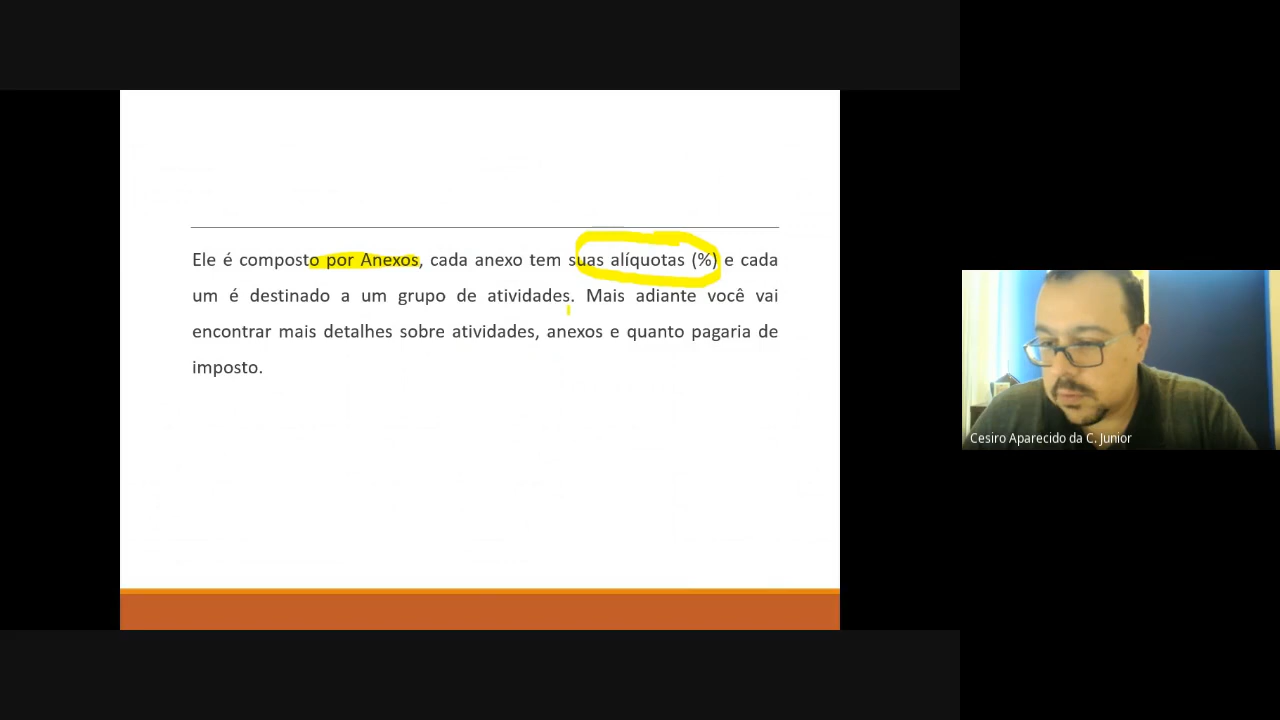 Ele é composto por Anexos, cada anexo tem suas alíquotas (%) e cada
um é destinado a um grupo de atividades. Mais adiante você vai
encontrar mais detalhes sobre atividades, anexos e quanto pagaria de
imposto.
Cesiro Aparecido da C. Junior